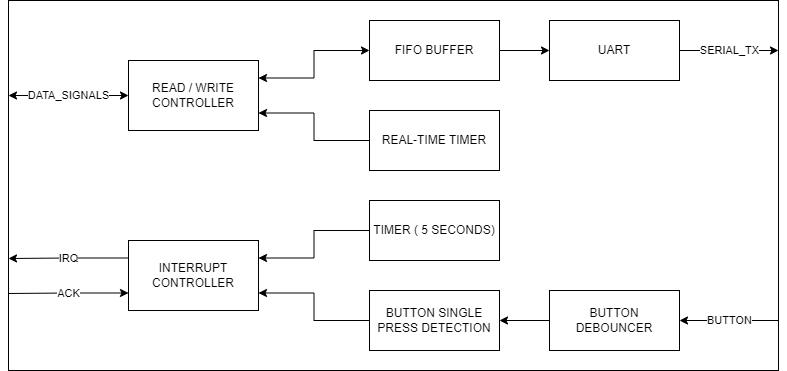 FIFO BUFFER
UART
SERIAL_TX
READ / WRITE
CONTROLLER
DATA_SIGNALS
REAL-TIME TIMER
TIMER ( 5 SECONDS)
IRQ
INTERRUPT
CONTROLLER
ACK
BUTTON SINGLE
PRESS DETECTION
BUTTON
DEBOUNCER
BUTTON